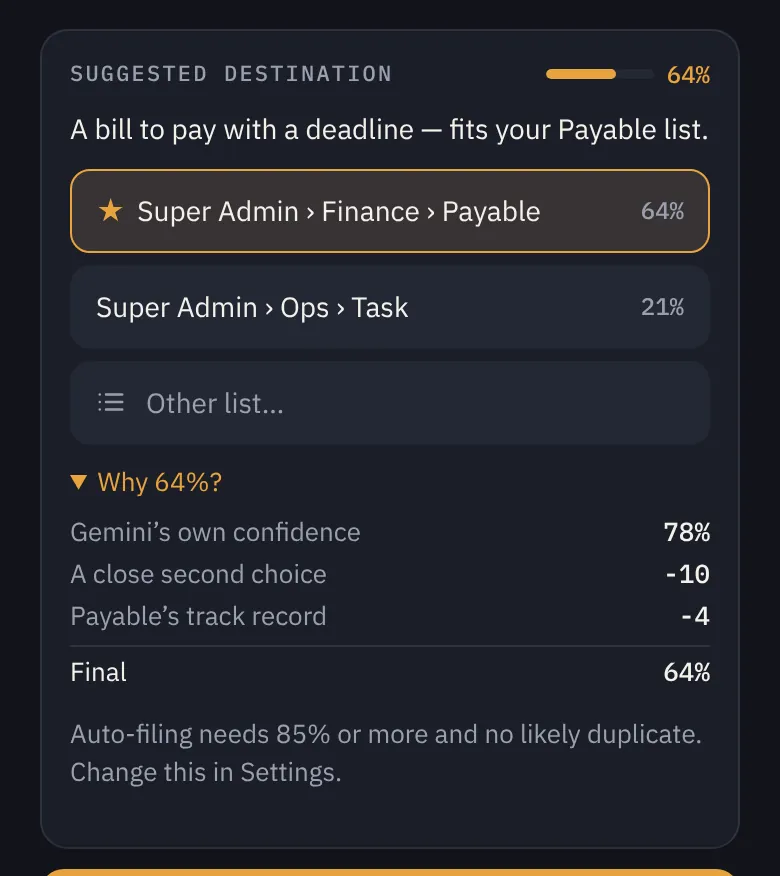 SUGGESTED DESTINATION 64%
A bill to pay with a deadline — fits your Payable list.
★ Super Admin › Finance › Payable 64%
Super Admin › Ops › Task 21%
Other list...
▼ Why 64%?
Gemini’s own confidence 78%
A close second choice -10
Payable’s track record -4
Final 64%
Auto-filing needs 85% or more and no likely duplicate.
Change this in Settings.